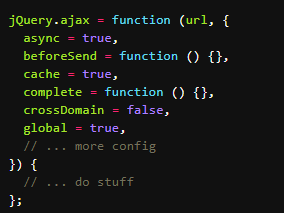 jQuery.ajax = function (url, {
  async = true,
  beforeSend = function () {},
  cache = true,
  complete = function () {},
  crossDomain = false,
  global = true,
  // ... more config
}) {
  // ... do stuff
};